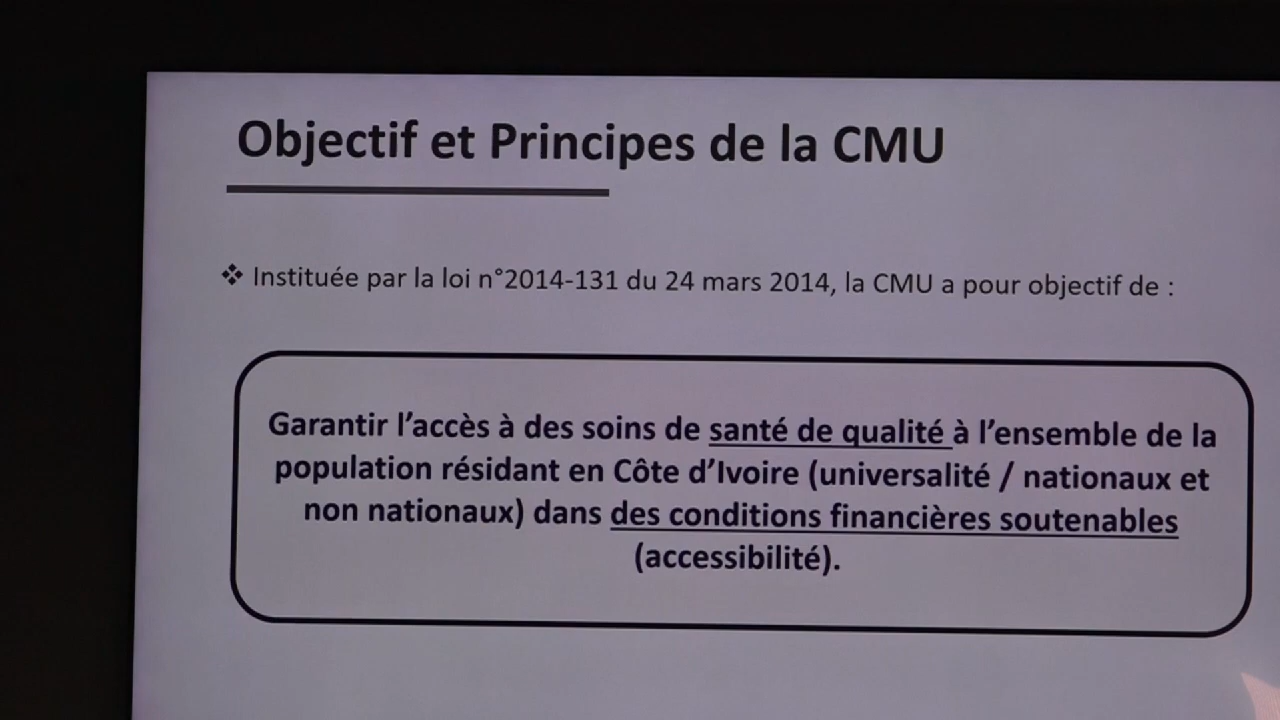 Objectif et Principes de la CMU
❖ Instituée par la loi n°2014-131 du 24 mars 2014, la CMU a pour objectif de :
Garantir l'accès à des soins de santé de qualité à l'ensemble de la
population résidant en Côte d'Ivoire (universalité / nationaux et
non nationaux) dans des conditions financières soutenables
(accessibilité).